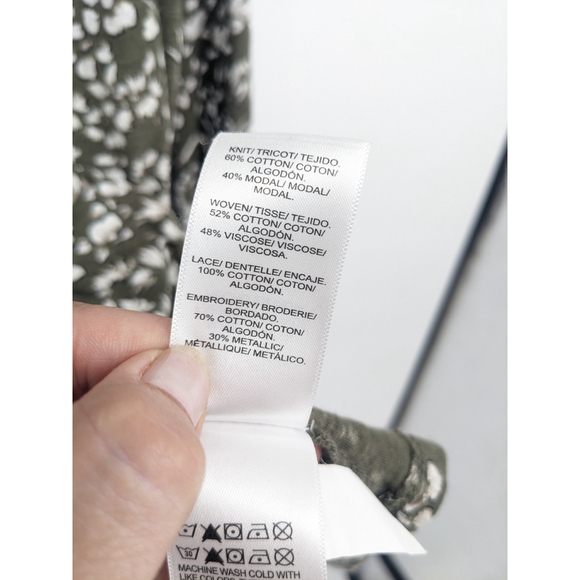 KNIT/ TRICOT/ TEJIDO.
60% COTTON/ COTON/
ALGODÓN.
40% MODAL/ MODAL/
MODAL.
WOVEN/ TISSE/ TEJIDO.
52% COTTON/ COTON/
ALGODÓN.
48% VISCOSE/ VISCOSE/
VISCOSA.
LACE/ DENTELLE/ ENCAJE.
100% COTTON/ COTON/
ALGODÓN.
EMBROIDERY/ BRODERIE/
BORDADO.
70% COTTON/ COTON/
ALGODÓN.
30% METALLIC/
MÉTALLIQUE/ METÁLICO.
30
MACHINE WASH COLD WITH
LIKE COLORS